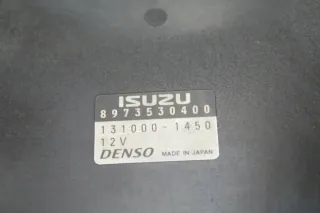 ISUZU
8973530400
131000-1450
12V
DENSO MADE IN JAPAN